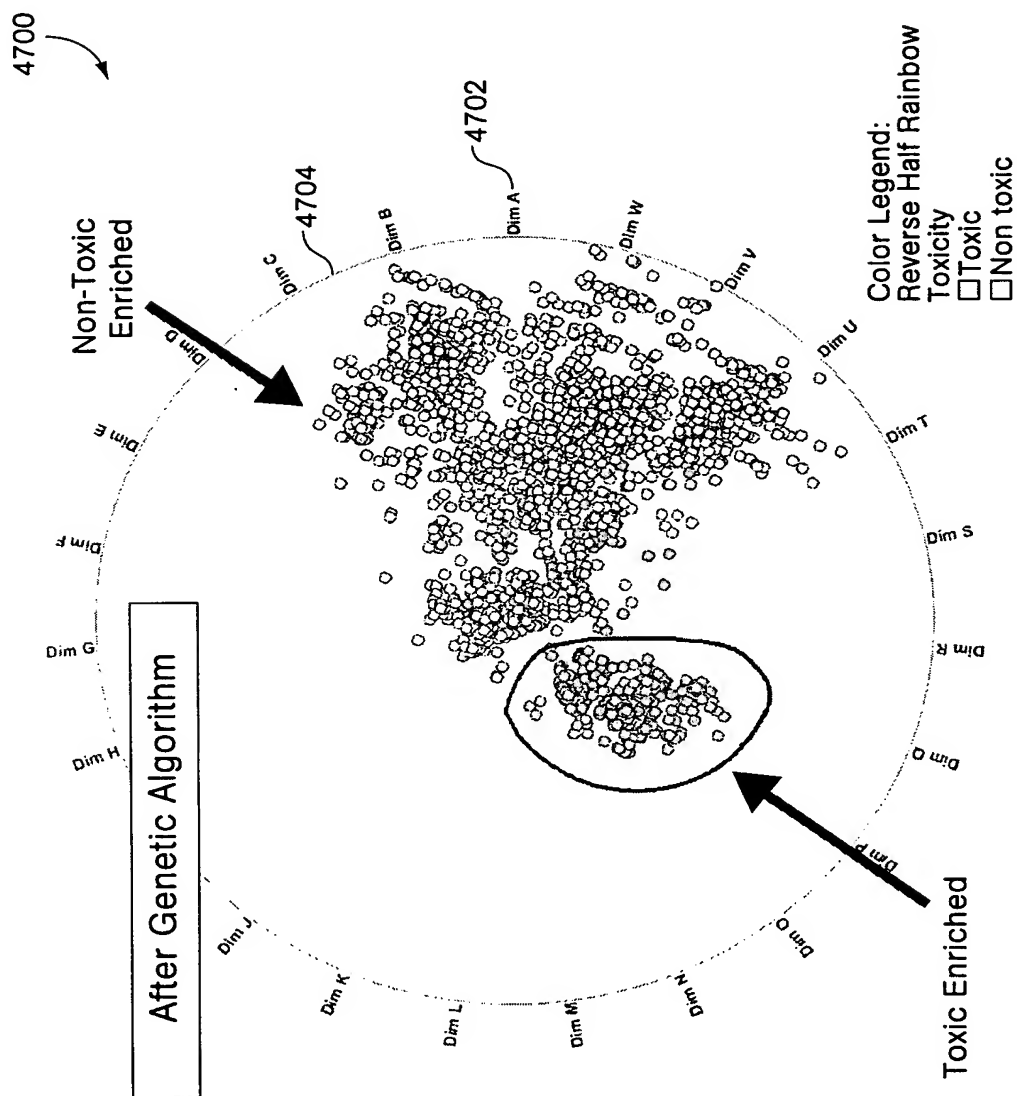 4700
After Genetic Algorithm
Non-Toxic
Enriched
4704
4702
Dim A
Dim B
Dim C
Dim D
Dim E
Dim F
Dim G
Dim H
Dim J
Dim K
Dim L
Dim M
Dim N
Dim O
Dim P
Dim Q
Dim R
Dim S
Dim T
Dim U
Dim V
Dim W
Toxic Enriched
Color Legend:
Reverse Half Rainbow
Toxicity
Toxic
Non toxic